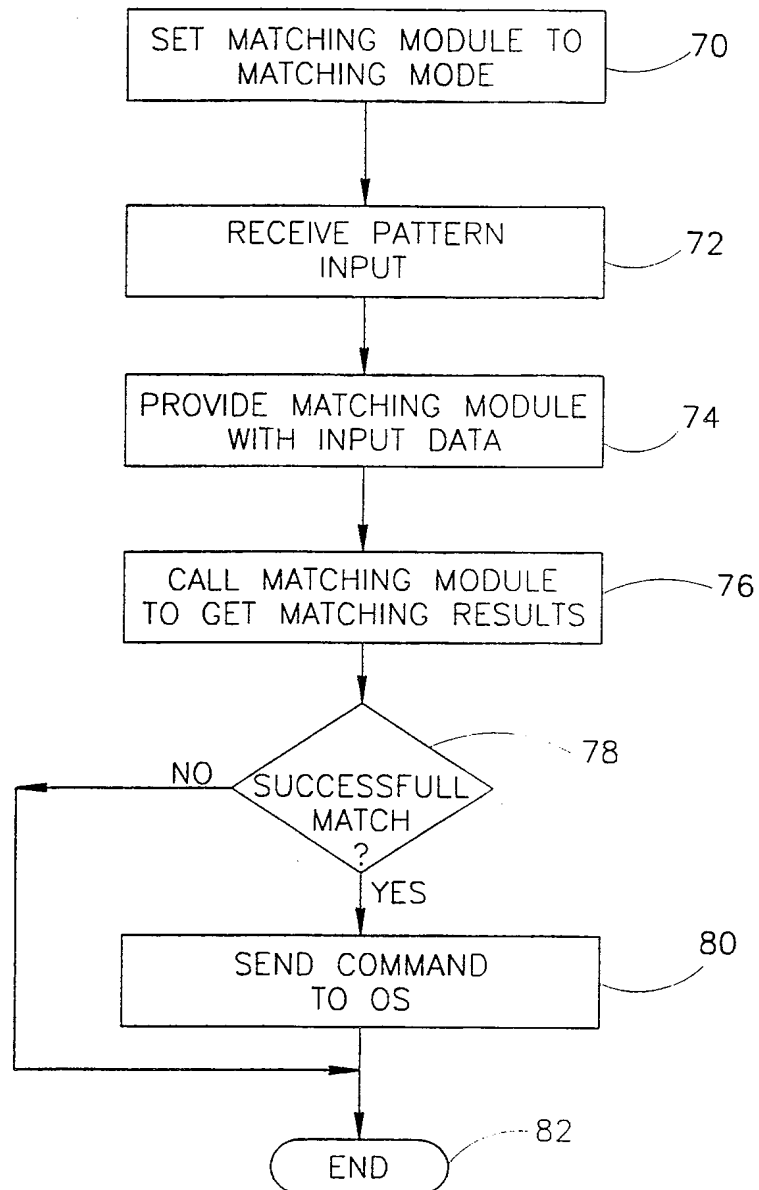 SET MATCHING MODULE TO
MATCHING MODE
70
RECEIVE PATTERN
INPUT
72
PROVIDE MATCHING MODULE
WITH INPUT DATA
74
CALL MATCHING MODULE
TO GET MATCHING RESULTS
76
78
NO
SUCCESSFULL
MATCH
?
YES
SEND COMMAND
TO OS
80
END
82